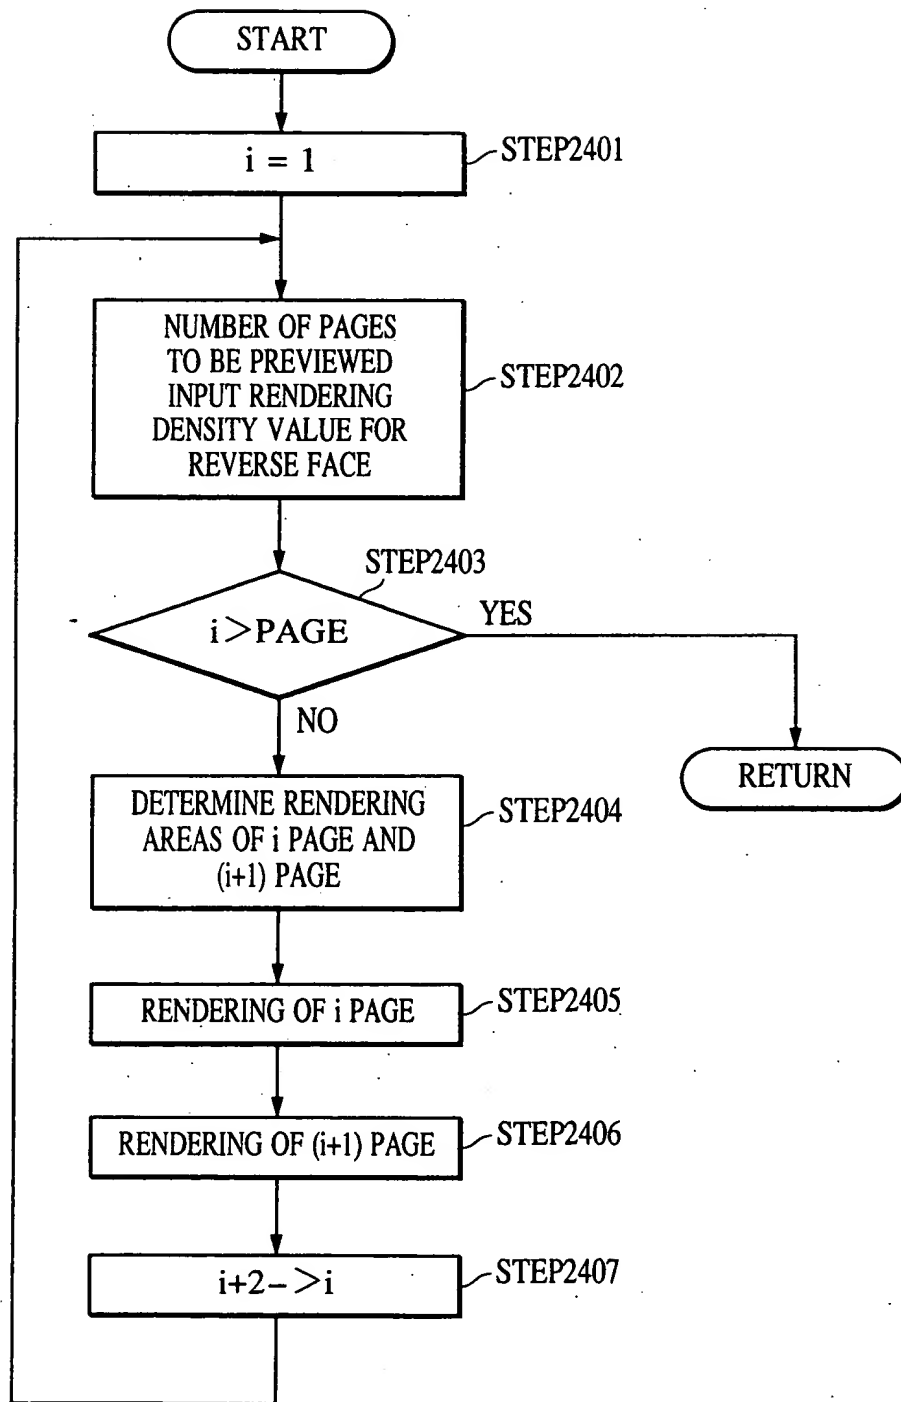 START
i = 1
STEP2401
NUMBER OF PAGES
TO BE PREVIEWED
INPUT RENDERING
DENSITY VALUE FOR
REVERSE FACE
STEP2402
STEP2403
i>PAGE
YES
NO
RETURN
DETERMINE RENDERING
AREAS OF i PAGE AND
(i+1) PAGE
STEP2404
RENDERING OF i PAGE
STEP2405
RENDERING OF (i+1) PAGE
STEP2406
i+2->i
STEP2407